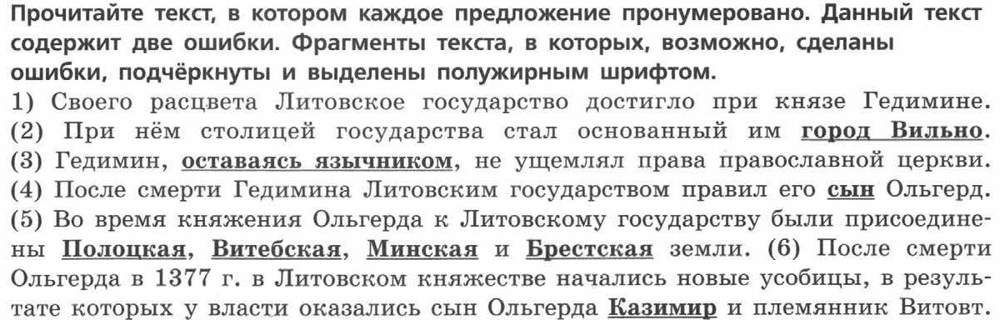 Прочитайте текст, в котором каждое предложение пронумеровано. Данный текст
содержит две ошибки. Фрагменты текста, в которых, возможно, сделаны
ошибки, подчёркнуты и выделены полужирным шрифтом.
1) Своего расцвета Литовское государство достигло при князе Гедимине.
(2) При нём столицей государства стал основанный им город Вильно.
(3) Гедимин, оставаясь язычником, не ущемлял права православной церкви.
(4) После смерти Гедимина Литовским государством правил его сын Ольгерд.
(5) Во время княжения Ольгерда к Литовскому государству были присоедине-
ны Полоцкая, Витебская, Минская и Брестская земли. (6) После смерти
Ольгерда в 1377 г. в Литовском княжестве начались новые усобицы, в резуль-
тате которых у власти оказались сын Ольгерда Казимир и племянник Витовт.